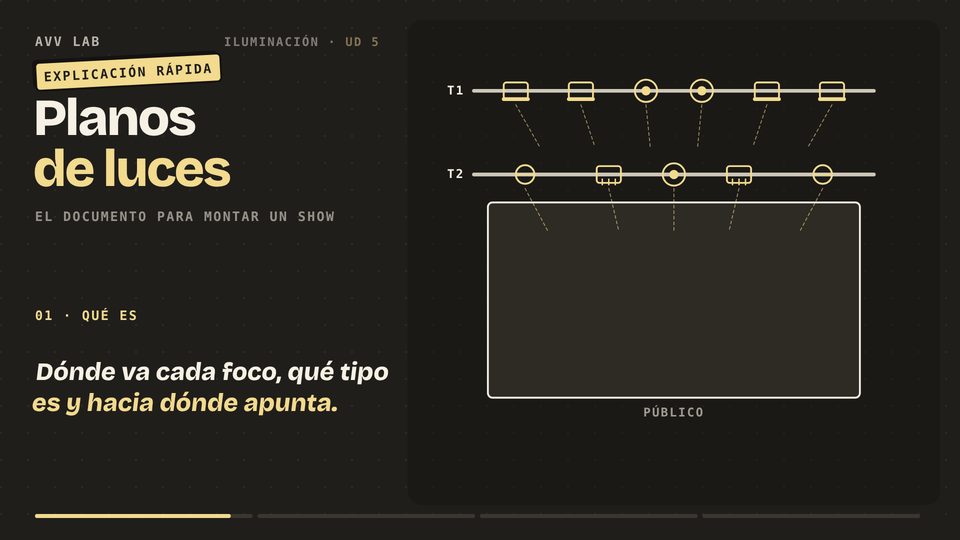 AVV LAB
ILUMINACIÓN · UD 5
EXPLICACIÓN RÁPIDA
Planos
de luces
EL DOCUMENTO PARA MONTAR UN SHOW
01 · QUÉ ES
Dónde va cada foco, qué tipo
es y hacia dónde apunta.
T1
T2
PÚBLICO